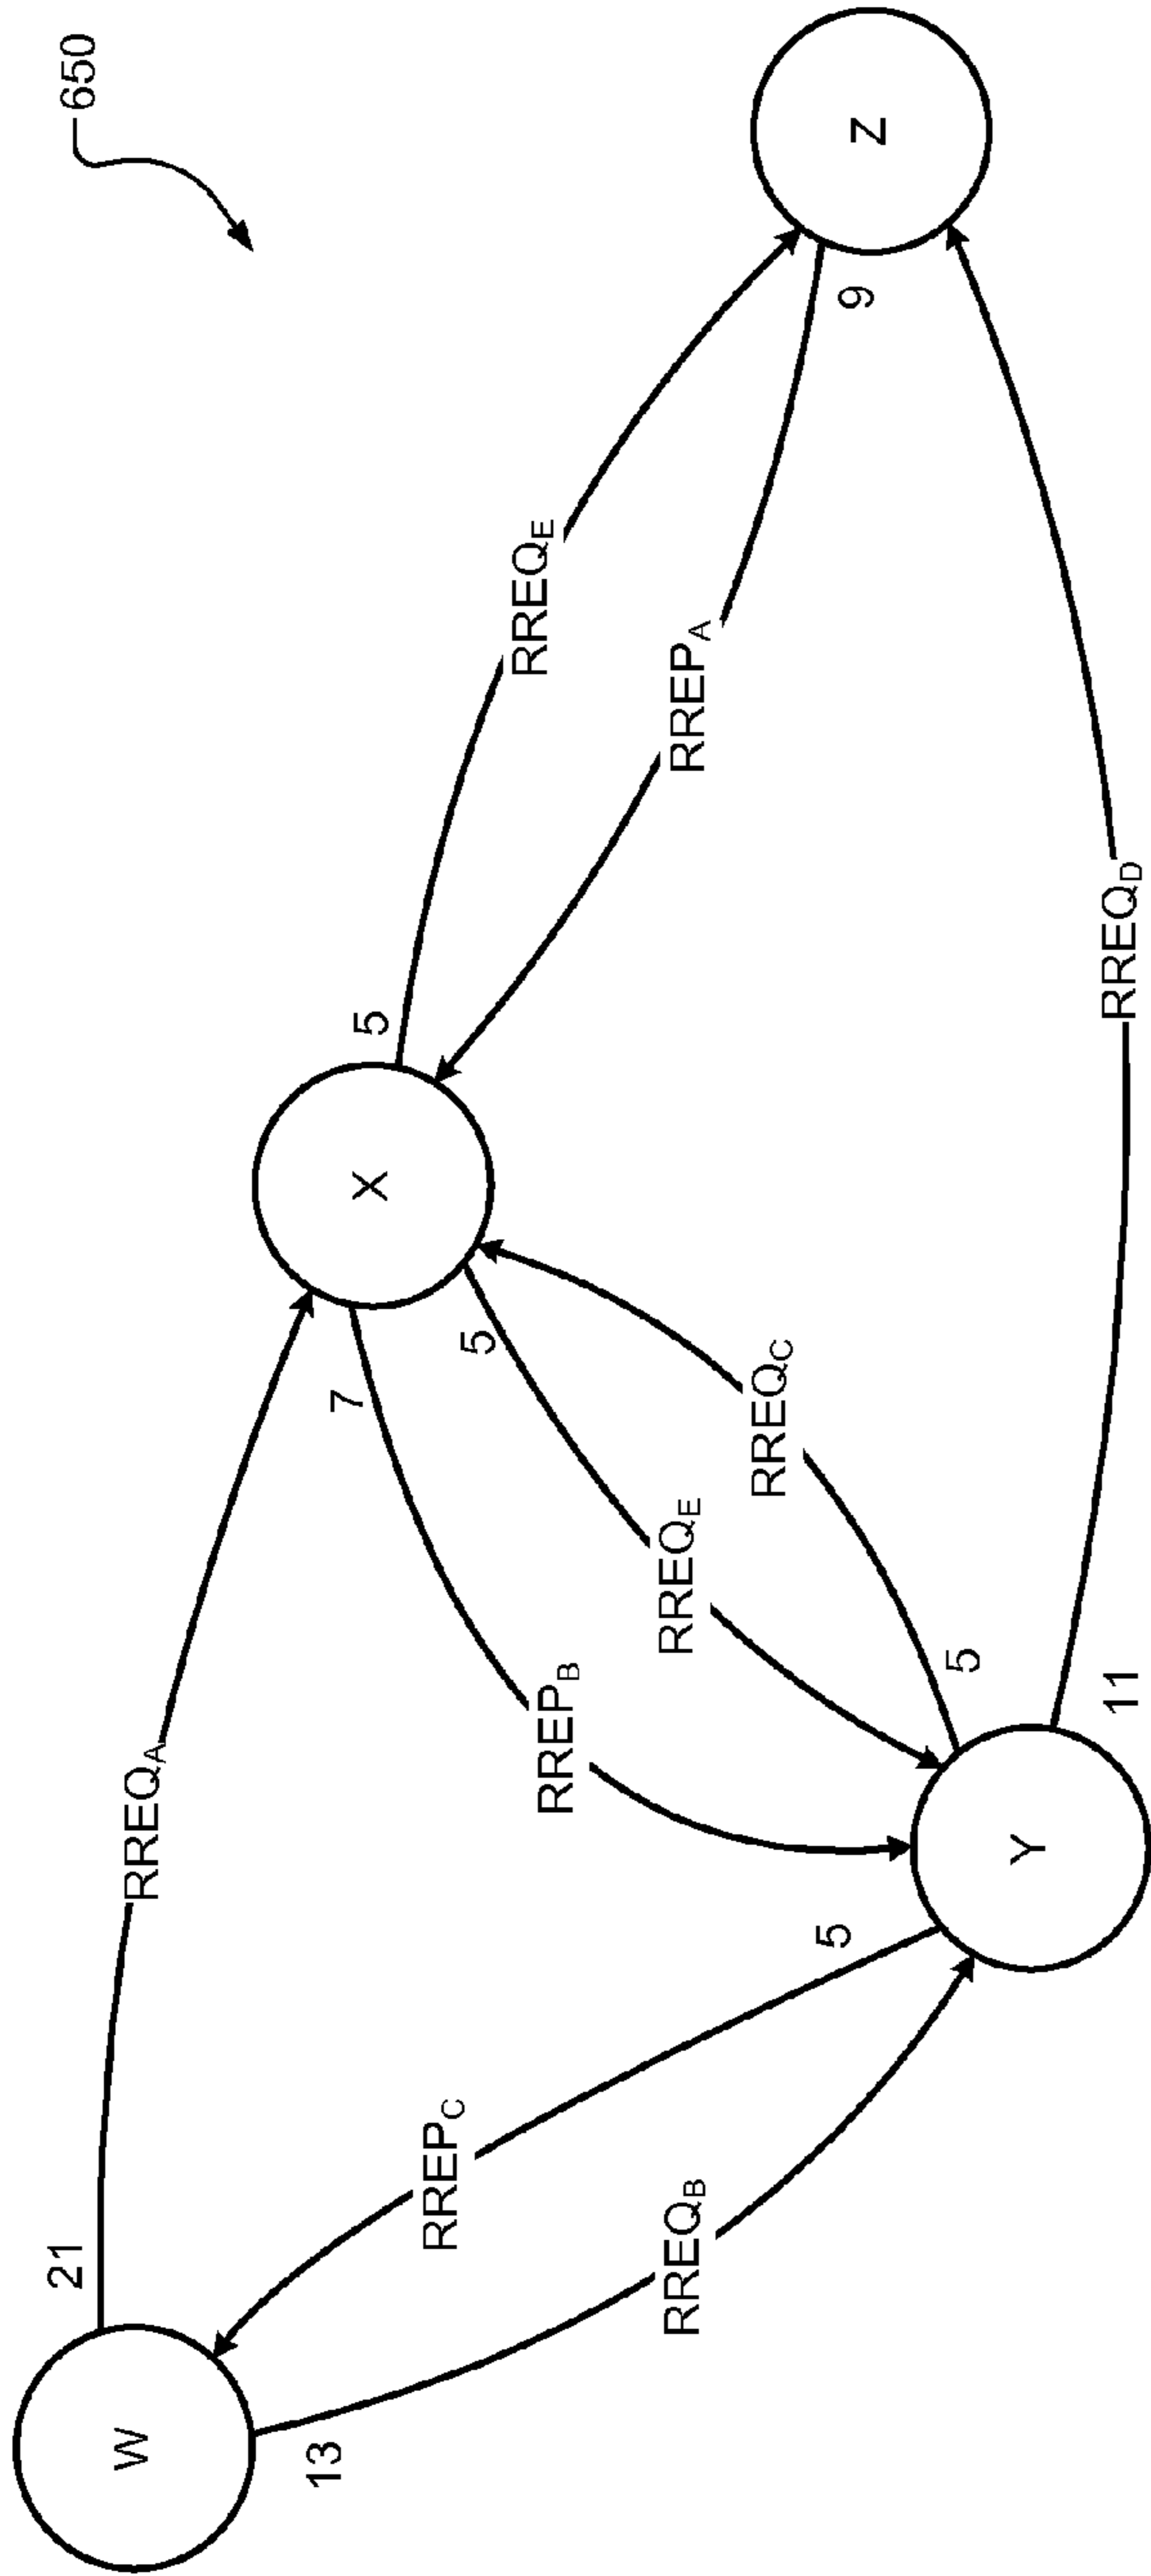 650
W
21
13
RREQA
RREPC
RREQB
5
Y
5
11
RREPB
RREQE
RREQC
7
5
X
5
RREQE
RREPA
RREQD
9
Z